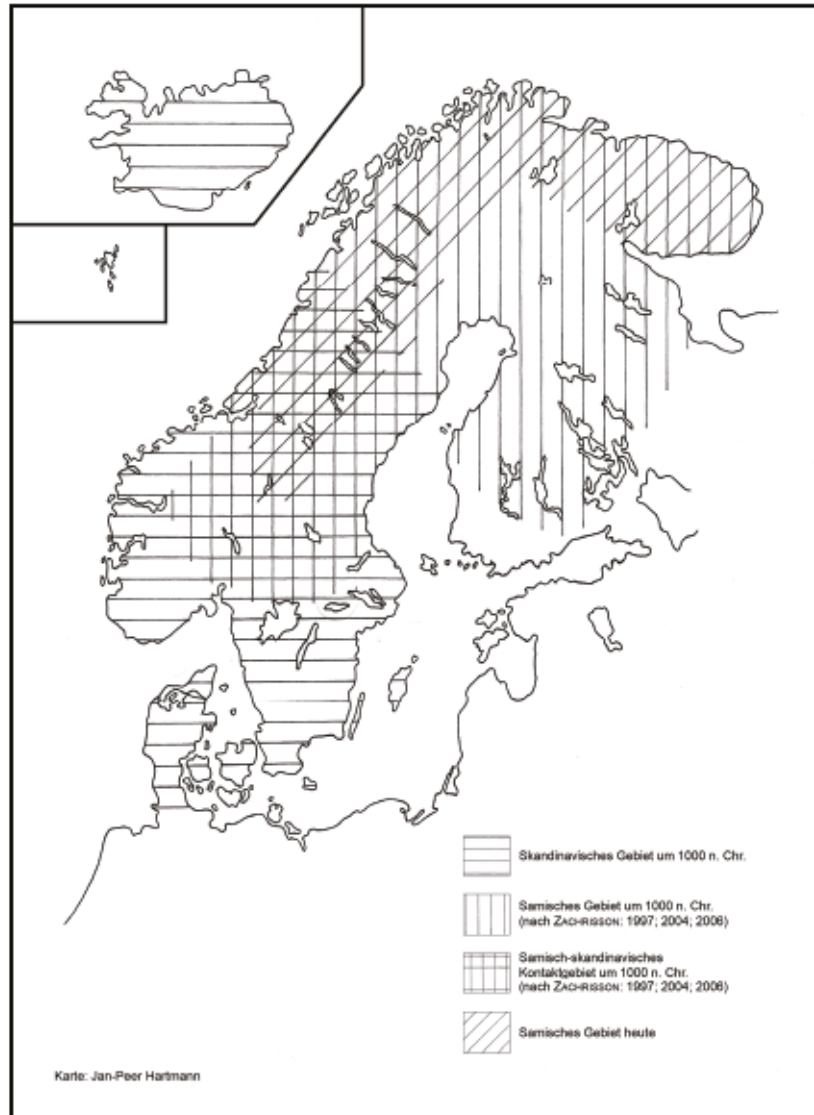 Skandinavisches Gebiet um 1000 n. Chr.
Samisches Gebiet um 1000 n. Chr.
(nach ZACHRISSON: 1997; 2004; 2006)
Samisch-skandinavisches
Kontaktgebiet um 1000 n. Chr.
(nach ZACHRISSON: 1997; 2004; 2006)
Samisches Gebiet heute
Karte: Jan-Peer Hartmann